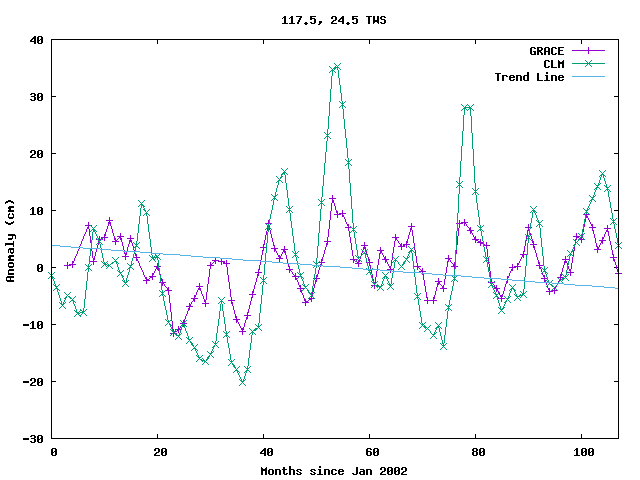 117.5, 24.5 TWS
GRACE
CLM
Trend Line
Anomaly (cm)
40
30
20
10
0
-10
-20
-30
0 20 40 60 80 100
Months since Jan 2002